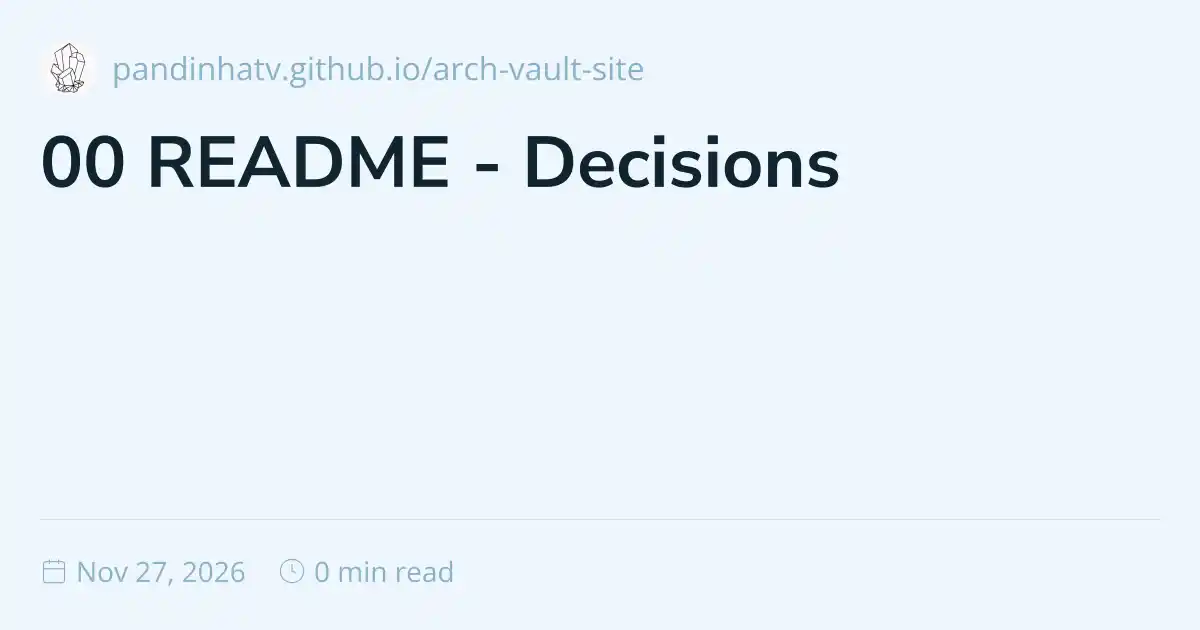 pandinhatv.github.io/arch-vault-site
00 README - Decisions
Nov 27, 2026 0 min read